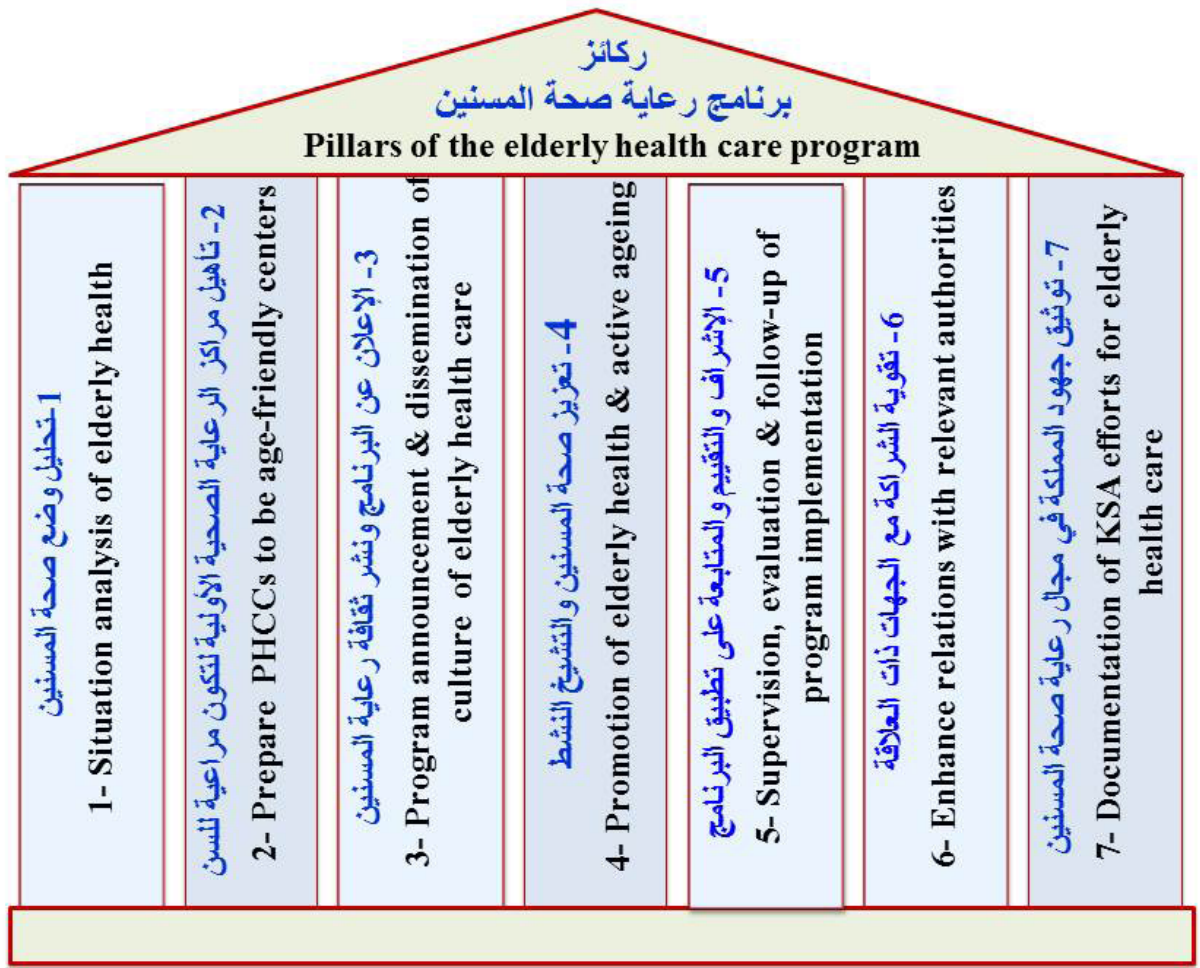 ركائز
برنامج رعاية صحة المسنين
Pillars of the elderly health care program
1-تحليل وضع صحة المسنين
1- Situation analysis of elderly health
2- تأهيل مراكز الرعاية الصحية الأولية لتكون مراعية للسن
2- Prepare PHCCs to be age-friendly centers
3- الإعلان عن البرنامج ونشر ثقافة رعاية المسنين
3- Program announcement & dissemination of
culture of elderly health care
4- تعزيز صحة المسنين والتشيخ النشط
4- Promotion of elderly health & active ageing
5- الإشراف والتقييم والمتابعة على تطبيق البرنامج
5- Supervision, evaluation & follow-up of
program implementation
6- تقوية الشراكة مع الجهات ذات العلاقة
6- Enhance relations with relevant authorities
7- توثيق جهود المملكة في مجال رعاية صحة المسنين
7- Documentation of KSA efforts for elderly
health care